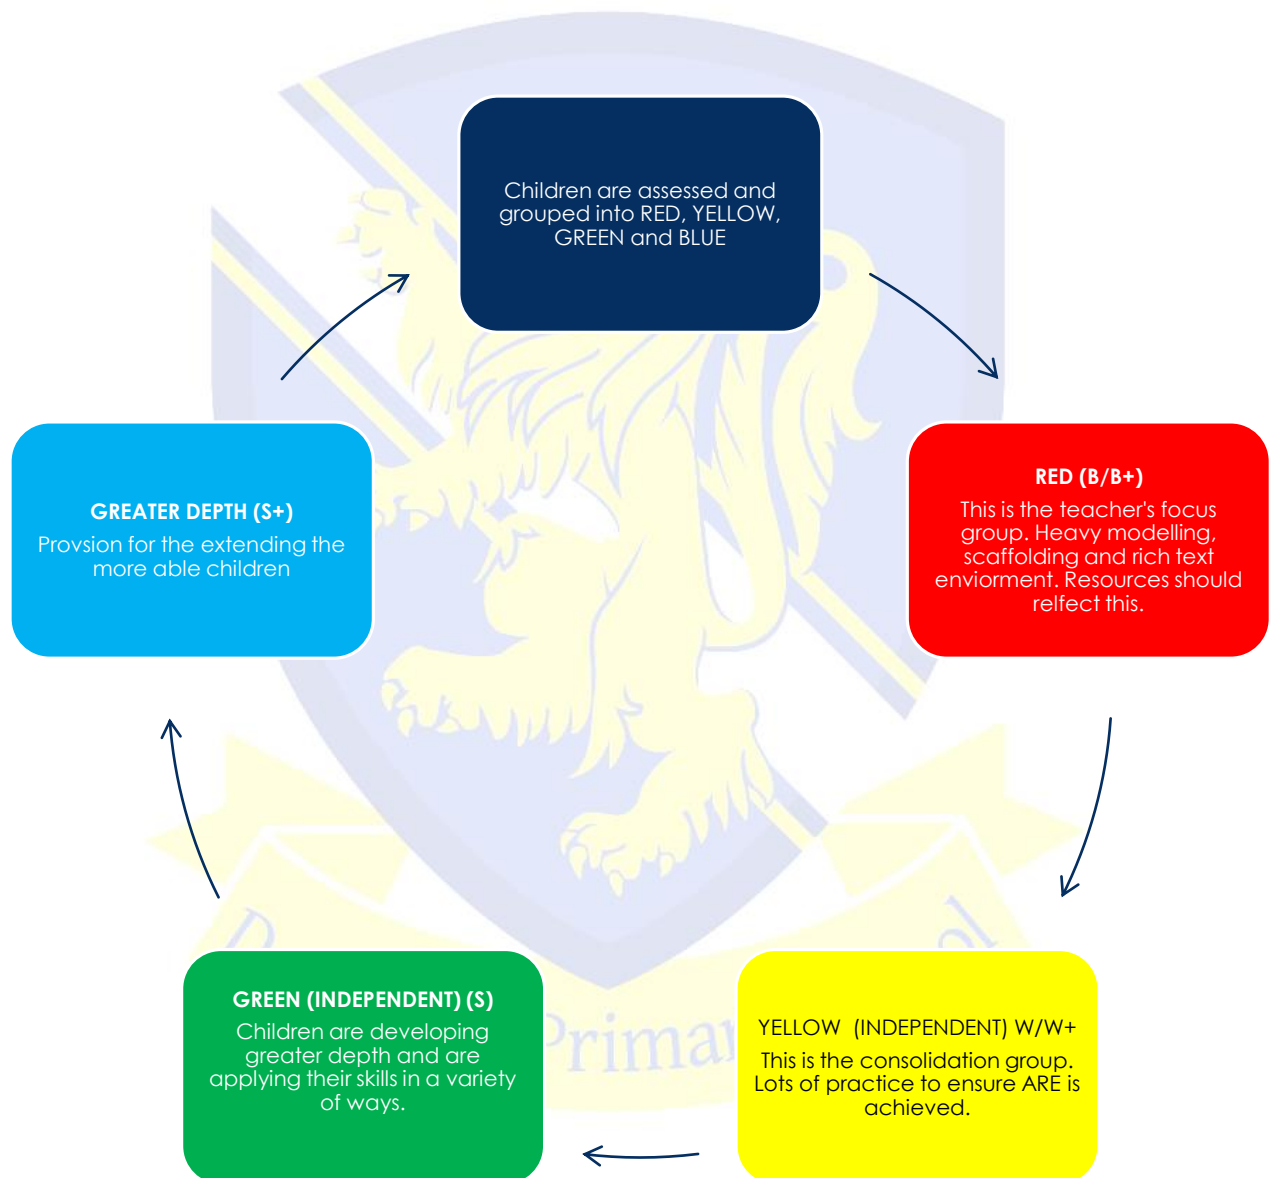 Children are assessed and
grouped into RED, YELLOW,
GREEN and BLUE
RED (B/B+)
This is the teacher's focus
group. Heavy modelling,
scaffolding and rich text
enviorment. Resources should
relfect this.
YELLOW (INDEPENDENT) W/W+
This is the consolidation group.
Lots of practice to ensure ARE is
achieved.
GREEN (INDEPENDENT) (S)
Children are developing
greater depth and are
applying their skills in a variety
of ways.
GREATER DEPTH (S+)
Provsion for the extending the
more able children